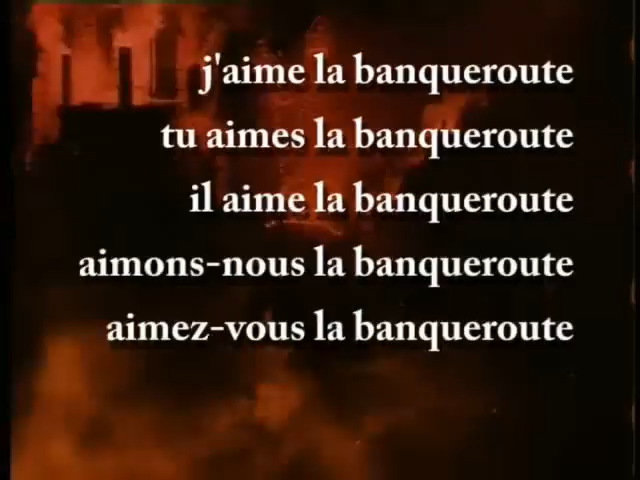 j'aime la banqueroute
tu aimes la banqueroute
il aime la banqueroute
aimons-nous la banqueroute
aimez-vous la banqueroute